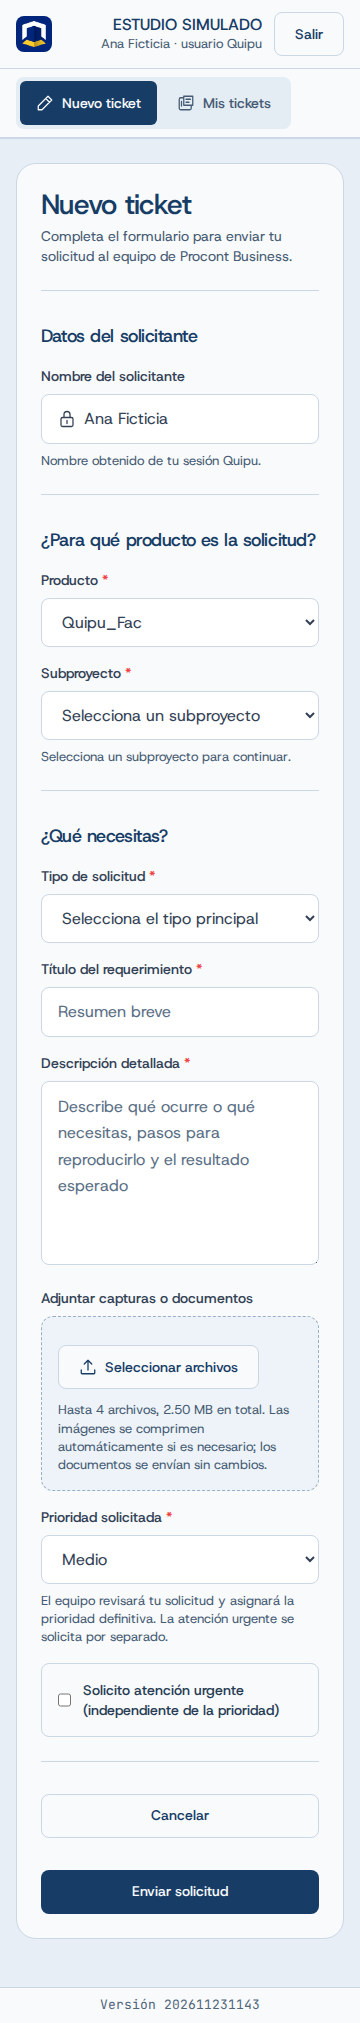 ESTUDIO SIMULADO
Ana Ficticia · usuario Quipu
Salir
Nuevo ticket
Mis tickets
Nuevo ticket
Completa el formulario para enviar tu
solicitud al equipo de Procont Business.
Datos del solicitante
Nombre del solicitante
Ana Ficticia
Nombre obtenido de tu sesión Quipu.
¿Para qué producto es la solicitud?
Producto *
Quipu_Fac
Subproyecto *
Selecciona un subproyecto
Selecciona un subproyecto para continuar.
¿Qué necesitas?
Tipo de solicitud *
Selecciona el tipo principal
Título del requerimiento *
Resumen breve
Descripción detallada *
Describe qué ocurre o qué
necesitas, pasos para
reproducirlo y el resultado
esperado
Adjuntar capturas o documentos
Seleccionar archivos
Hasta 4 archivos, 2.50 MB en total. Las
imágenes se comprimen
automáticamente si es necesario; los
documentos se envían sin cambios.
Prioridad solicitada *
Medio
El equipo revisará tu solicitud y asignará la
prioridad definitiva. La atención urgente se
solicita por separado.
Solicito atención urgente
(independiente de la prioridad)
Cancelar
Enviar solicitud
Versión 202611231143